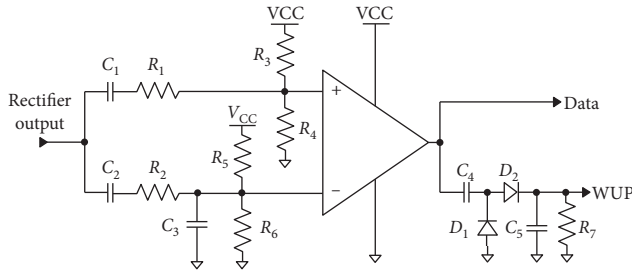 VCC
VCC
R3
C1
R1
+
Rectifier
output
R4
Data
VCC
C2
R2
R5
−
C4
D2
WUP
C3
R6
D1
C5
R7